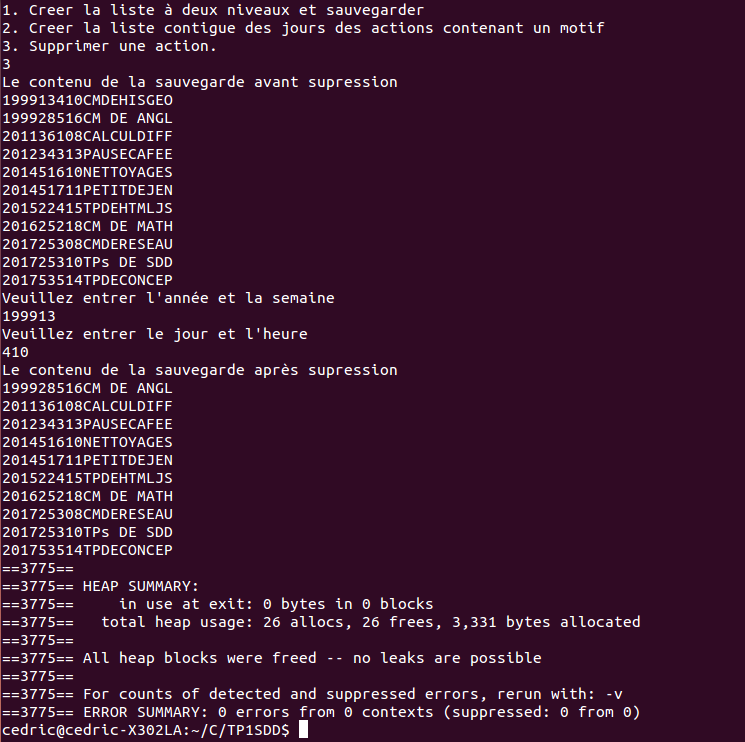 1. Creer la liste à deux niveaux et sauvegarder
2. Creer la liste contigue des jours des actions contenant un motif
3. Supprimer une action.
3
Le contenu de la sauvegarde avant supression
199913410CMDEHISGEO
199928516CM DE ANGL
201136108CALCULDIFF
201234313PAUSECAFEE
201451610NETTOYAGES
201451711PETITDEJEN
201522415TPDEHTMLJS
201625218CM DE MATH
201725308CMDERESEAU
201725310TPs DE SDD
201753514TPDECONCEP
Veuillez entrer l'année et la semaine
199913
Veuillez entrer le jour et l'heure
410
Le contenu de la sauvegarde après supression
199928516CM DE ANGL
201136108CALCULDIFF
201234313PAUSECAFEE
201451610NETTOYAGES
201451711PETITDEJEN
201522415TPDEHTMLJS
201625218CM DE MATH
201725308CMDERESEAU
201725310TPs DE SDD
201753514TPDECONCEP
==3775==
==3775== HEAP SUMMARY:
==3775==     in use at exit: 0 bytes in 0 blocks
==3775==   total heap usage: 26 allocs, 26 frees, 3,331 bytes allocated
==3775==
==3775== All heap blocks were freed -- no leaks are possible
==3775==
==3775== For counts of detected and suppressed errors, rerun with: -v
==3775== ERROR SUMMARY: 0 errors from 0 contexts (suppressed: 0 from 0)
cedric@cedric-X302LA:~/C/TP1SDD$